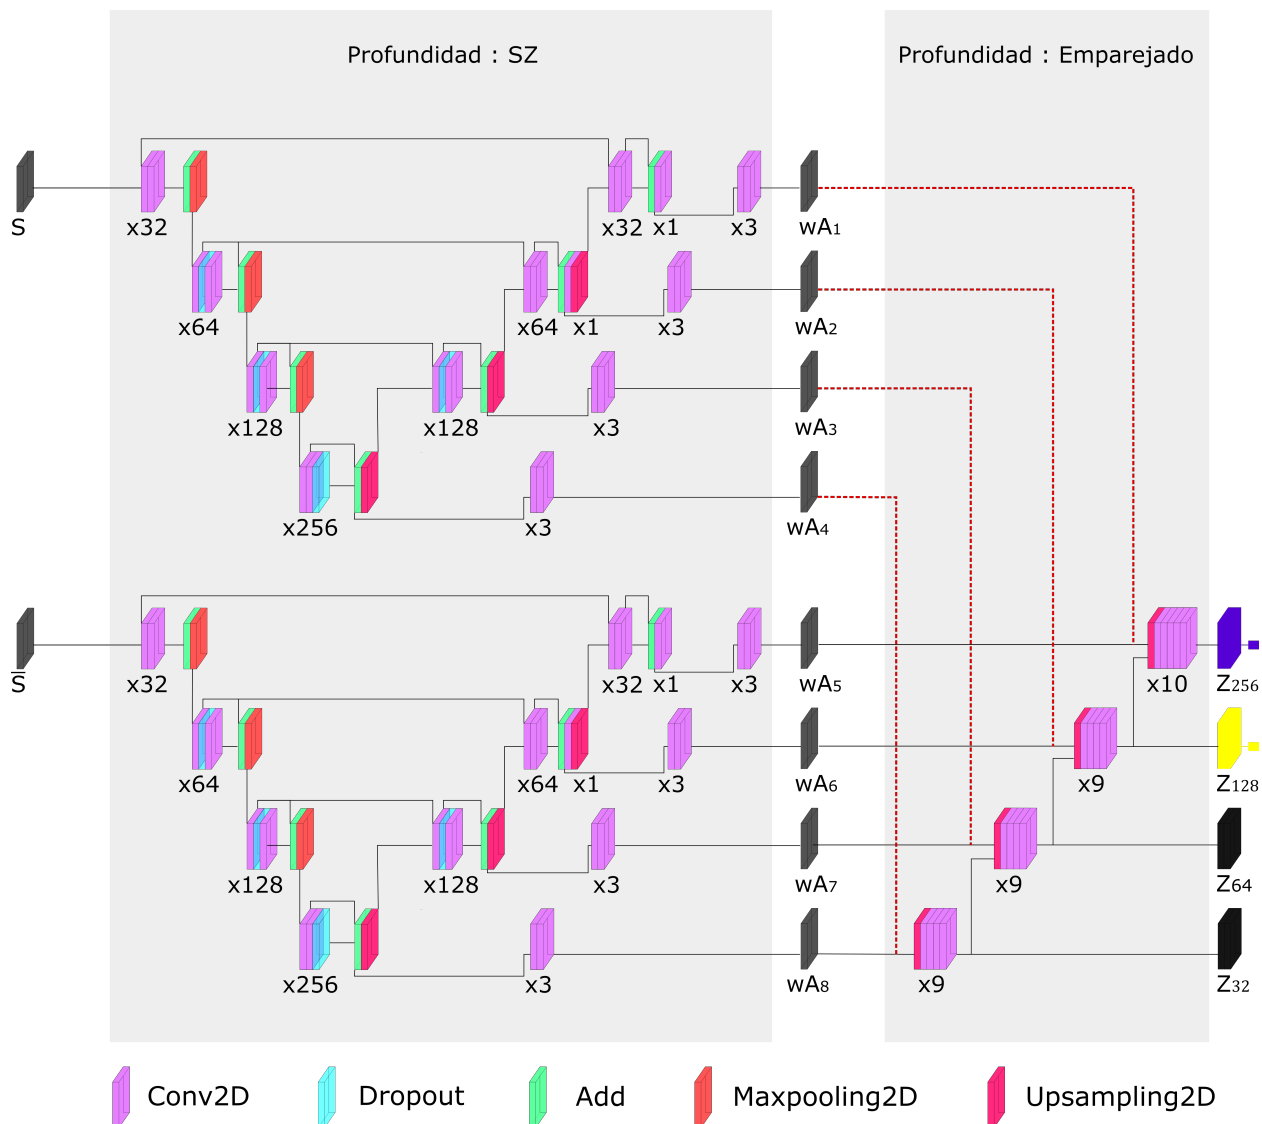 Profundidad : SZ
Profundidad : Emparejado
S
x32
x32
x1
x3
wA1
x64
x64
x1
x3
wA2
x128
x128
x3
wA3
x256
x3
wA4
S̅
x32
x32
x1
x3
wA5
x10
Z256
x64
x64
x1
x3
wA6
x9
Z128
x128
x128
x3
wA7
x9
Z64
x256
x3
wA8
x9
Z32
Conv2D
Dropout
Add
Maxpooling2D
Upsampling2D